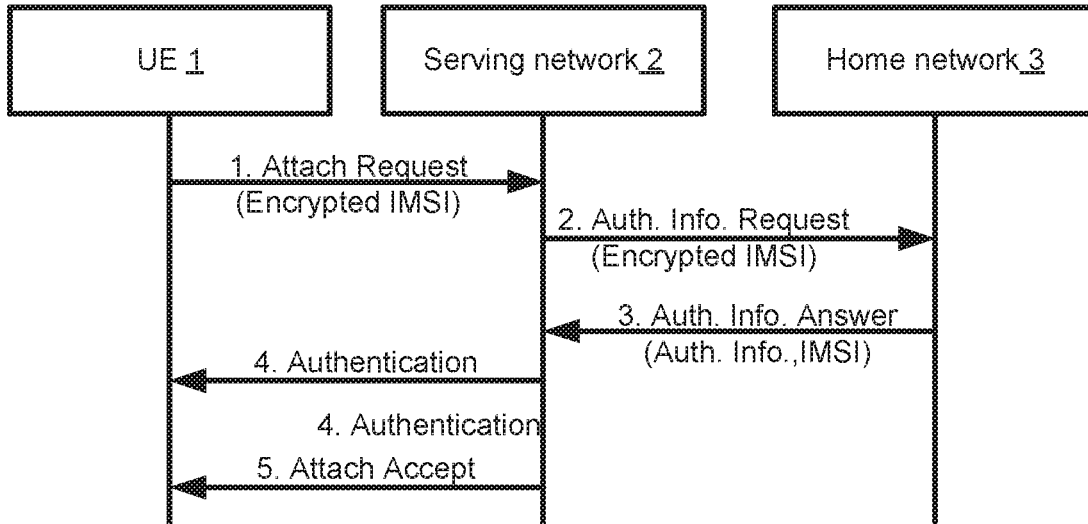 UE 1
Serving network 2
Home network 3
1. Attach Request
(Encrypted IMSI)
2. Auth. Info. Request
(Encrypted IMSI)
3. Auth. Info. Answer
(Auth. Info.,IMSI)
4. Authentication
4. Authentication
5. Attach Accept